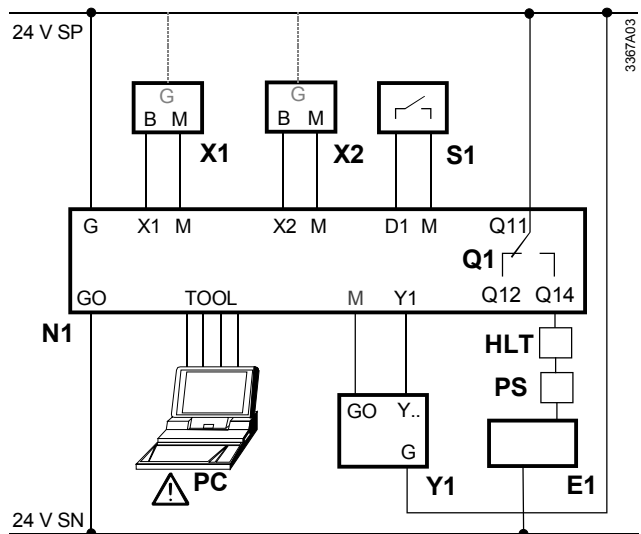 24 V SP
3367A03
G G
B M B M
X1 X2 S1
G X1 M X2 M D1 M Q11
Q1
GO TOOL M Y1 Q12 Q14
N1
HLT
PS
GO Y..
G
PC Y1 E1
24 V SN